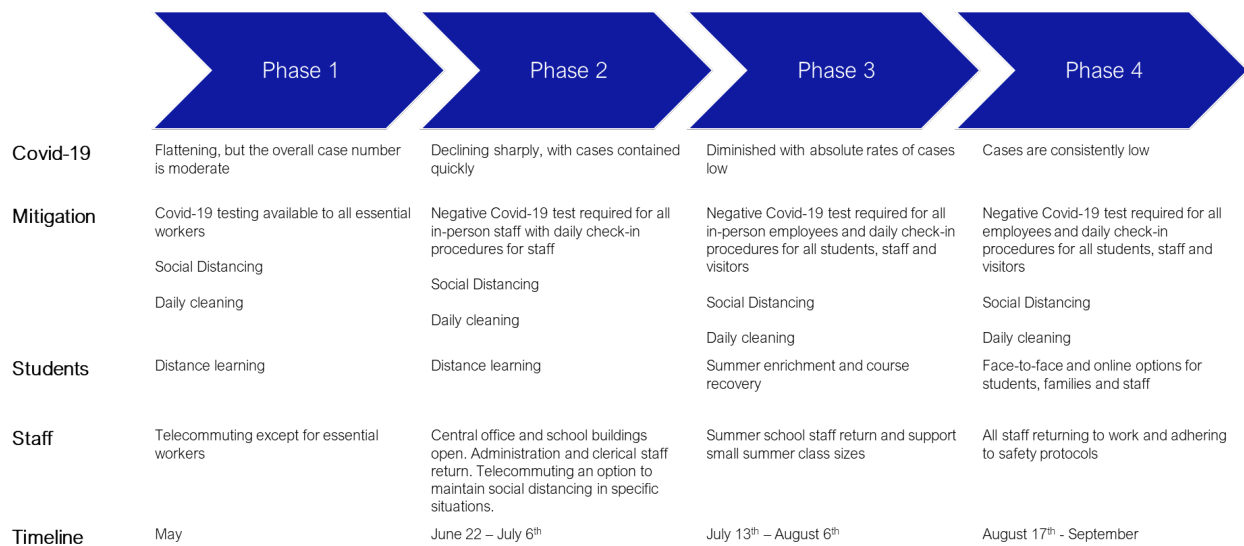 Phase 1
Phase 2
Phase 3
Phase 4
Covid-19
Flattening, but the overall case number
is moderate
Declining sharply, with cases contained
quickly
Diminished with absolute rates of cases
low
Cases are consistently low
Mitigation
Covid-19 testing available to all essential
workers
Social Distancing
Daily cleaning
Negative Covid-19 test required for all
in-person staff with daily check-in
procedures for staff
Social Distancing
Daily cleaning
Negative Covid-19 test required for all
in-person employees and daily check-in
procedures for all students, staff and
visitors
Social Distancing
Daily cleaning
Negative Covid-19 test required for all
employees and daily check-in
procedures for all students, staff and
visitors
Social Distancing
Daily cleaning
Students
Distance learning
Distance learning
Summer enrichment and course
recovery
Face-to-face and online options for
students, families and staff
Staff
Telecommuting except for essential
workers
Central office and school buildings
open. Administration and clerical staff
return. Telecommuting an option to
maintain social distancing in specific
situations.
Summer school staff return and support
small summer class sizes
All staff returning to work and adhering
to safety protocols
Timeline
May
June 22 – July 6th
July 13th – August 6th
August 17th - September